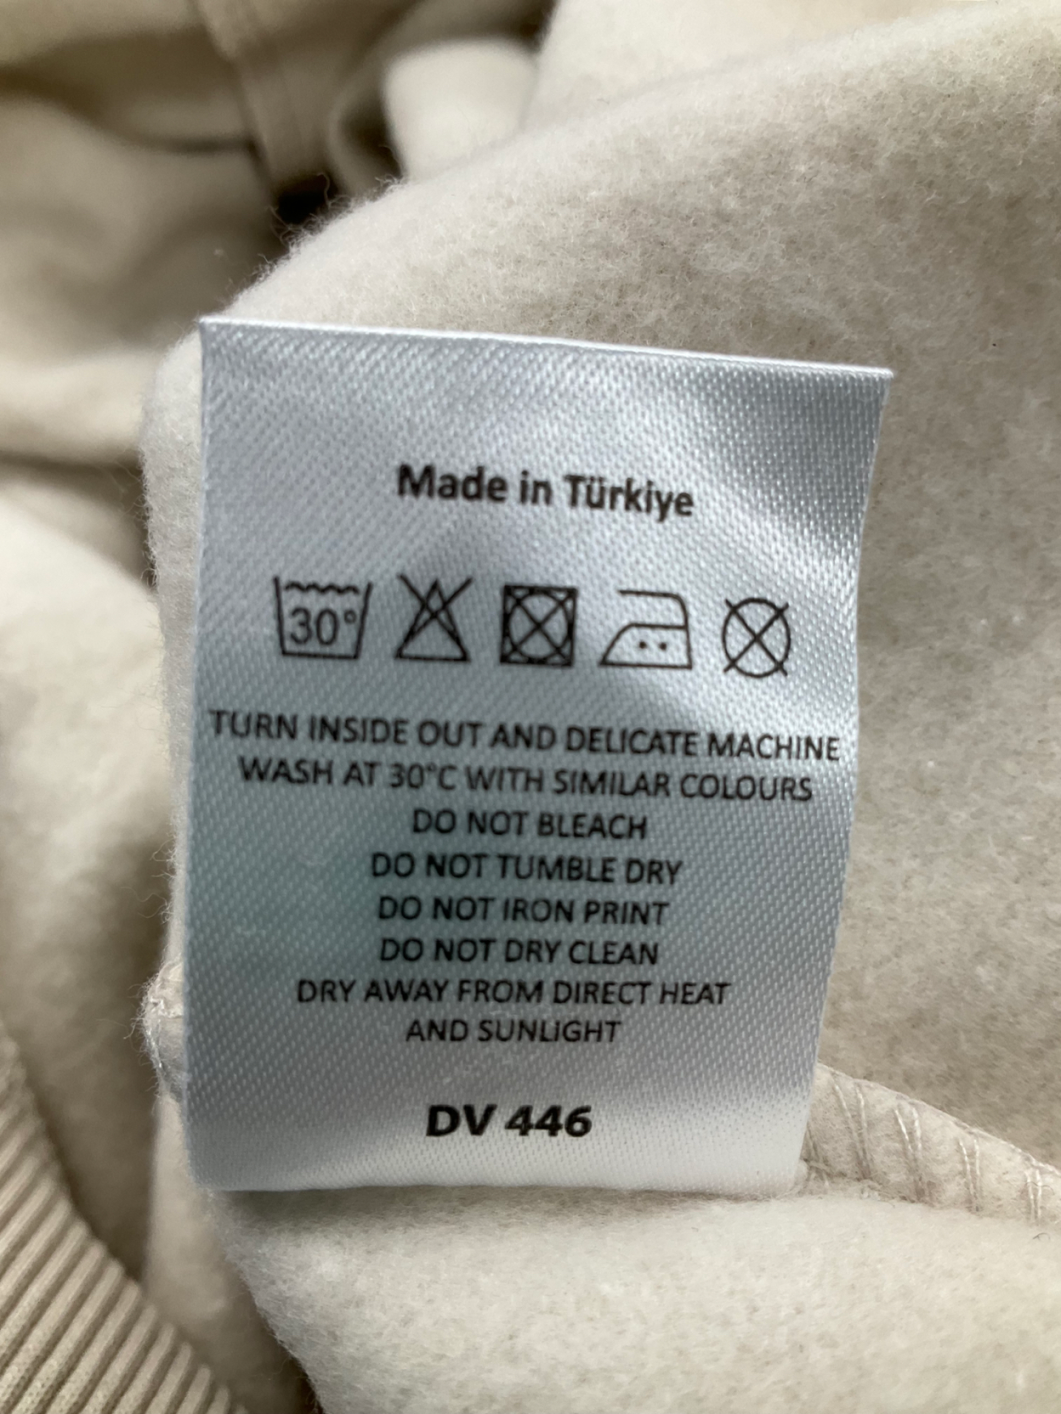 Made in Türkiye
30°
TURN INSIDE OUT AND DELICATE MACHINE
WASH AT 30°C WITH SIMILAR COLOURS
DO NOT BLEACH
DO NOT TUMBLE DRY
DO NOT IRON PRINT
DO NOT DRY CLEAN
DRY AWAY FROM DIRECT HEAT
AND SUNLIGHT
DV 446